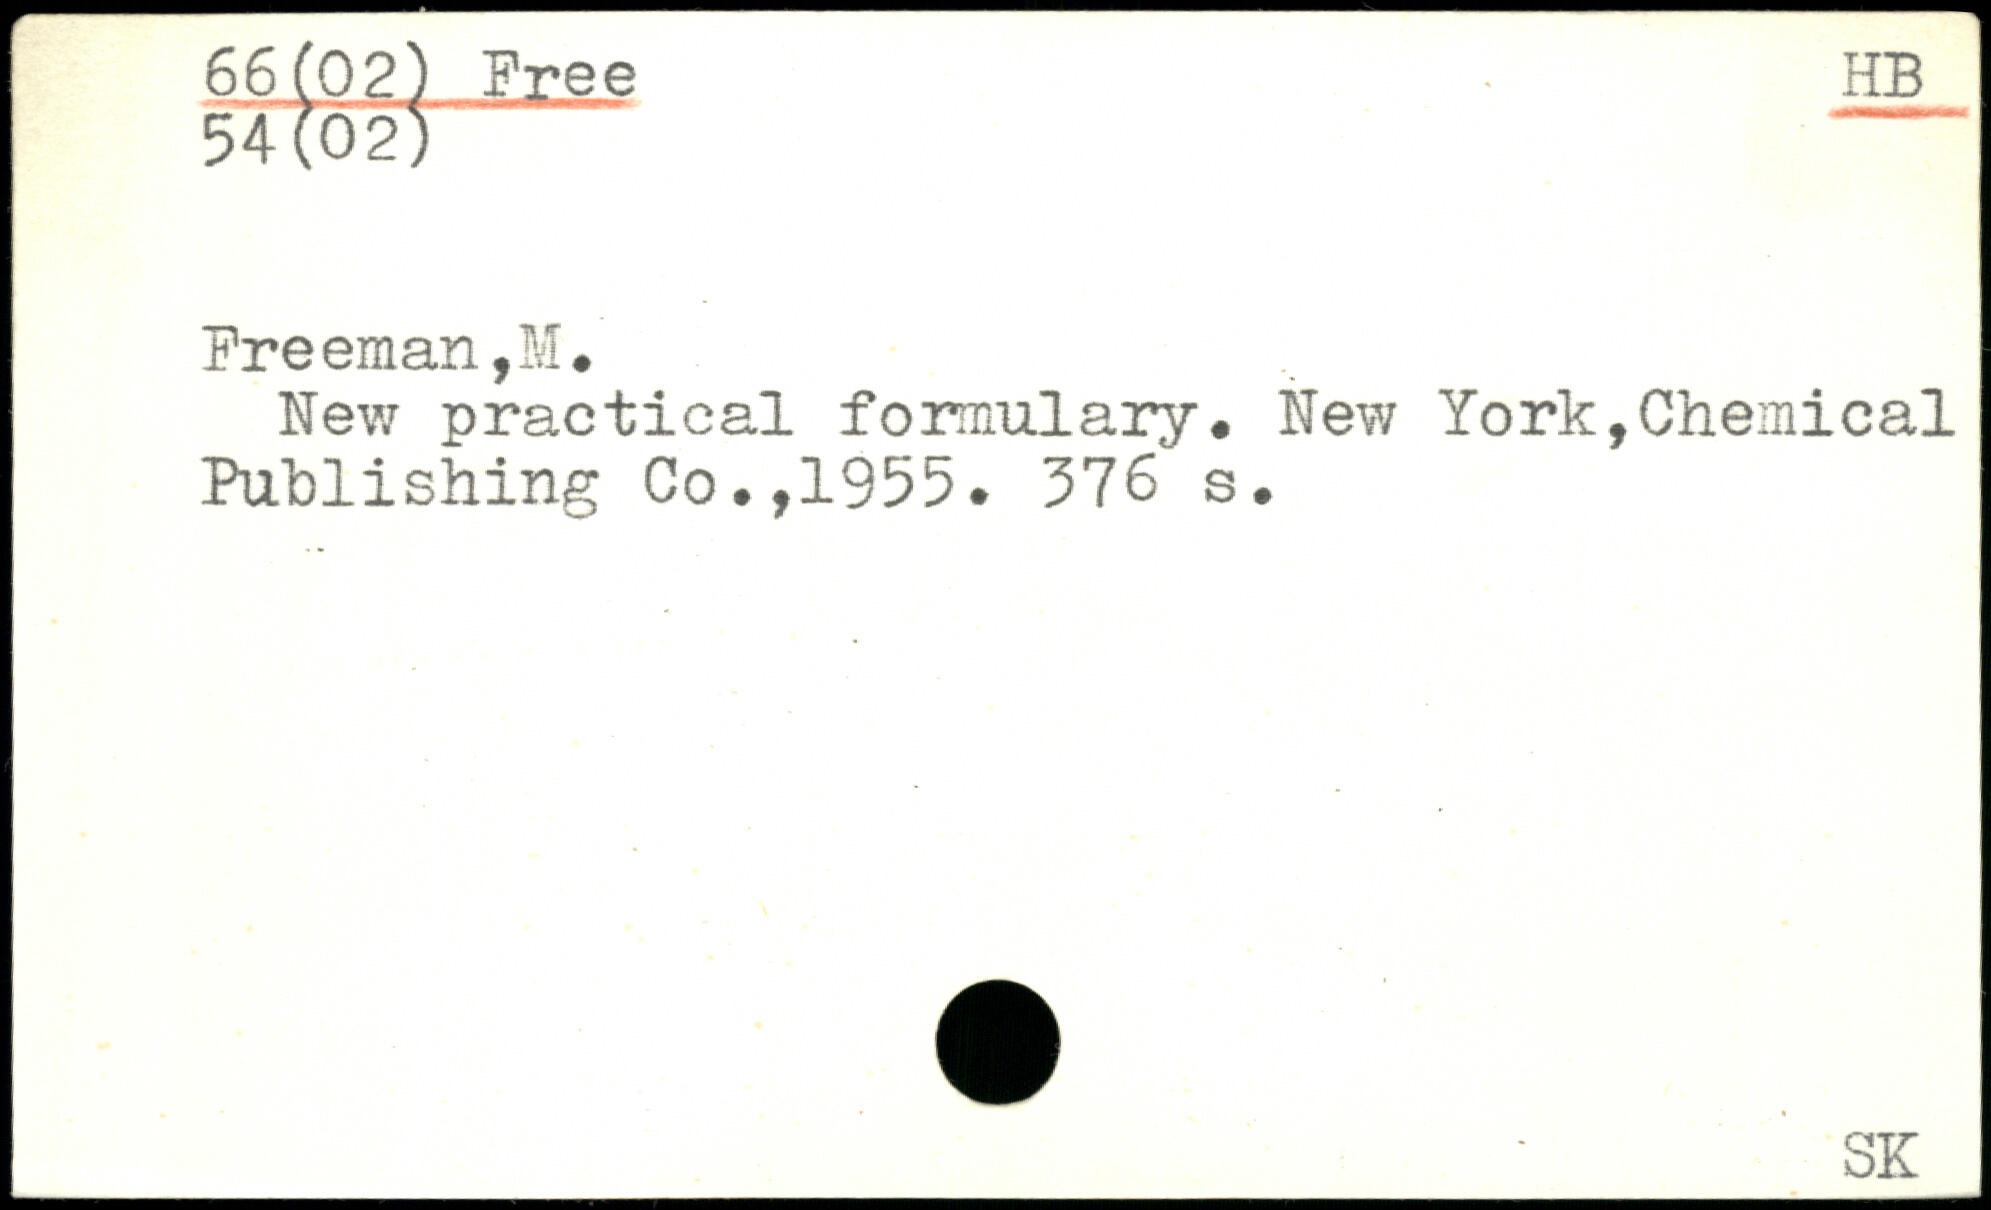 66(02) Free HB
54(02)
Freeman,M.
New practical formulary. New York,Chemical
Publishing Co.,1955. 376 s.
SK